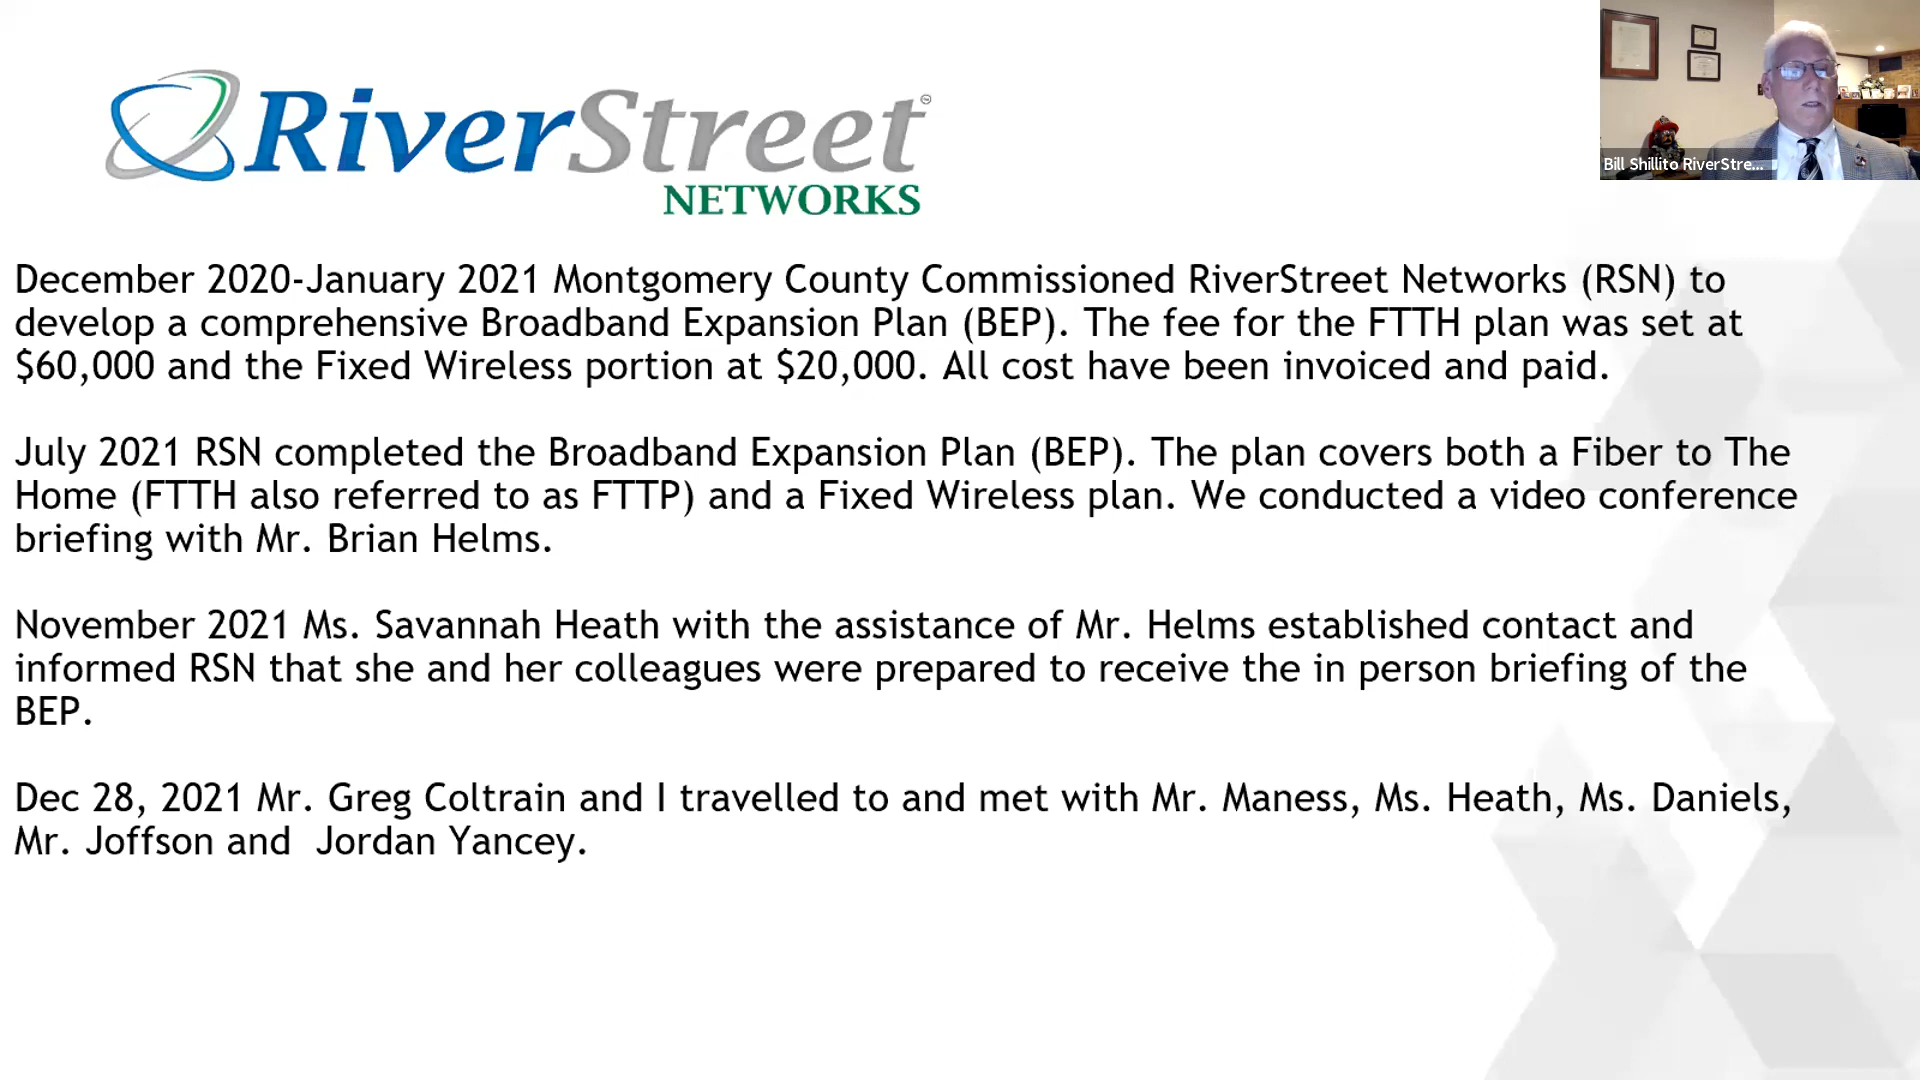 RiverStreet
NETWORKS
Bill Shillito RiverStre...
December 2020-January 2021 Montgomery County Commissioned RiverStreet Networks (RSN) to
develop a comprehensive Broadband Expansion Plan (BEP). The fee for the FTTH plan was set at
$60,000 and the Fixed Wireless portion at $20,000. All cost have been invoiced and paid.
July 2021 RSN completed the Broadband Expansion Plan (BEP). The plan covers both a Fiber to The
Home (FTTH also referred to as FTTP) and a Fixed Wireless plan. We conducted a video conference
briefing with Mr. Brian Helms.
November 2021 Ms. Savannah Heath with the assistance of Mr. Helms established contact and
informed RSN that she and her colleagues were prepared to receive the in person briefing of the
BEP.
Dec 28, 2021 Mr. Greg Coltrain and I travelled to and met with Mr. Maness, Ms. Heath, Ms. Daniels,
Mr. Joffson and  Jordan Yancey.